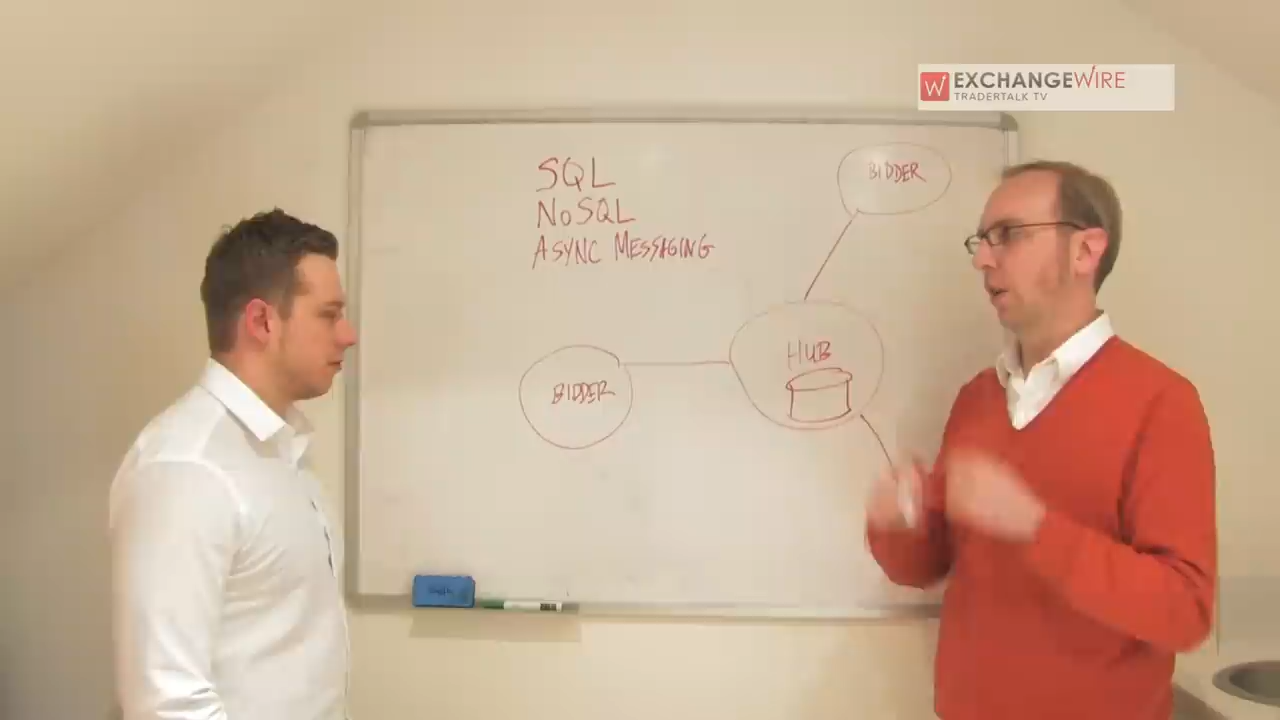 EXCHANGEWIRE
TRADERTALK TV
SQL
NoSQL
ASYNC MESSAGING
BIDDER
HUB
BIDDER